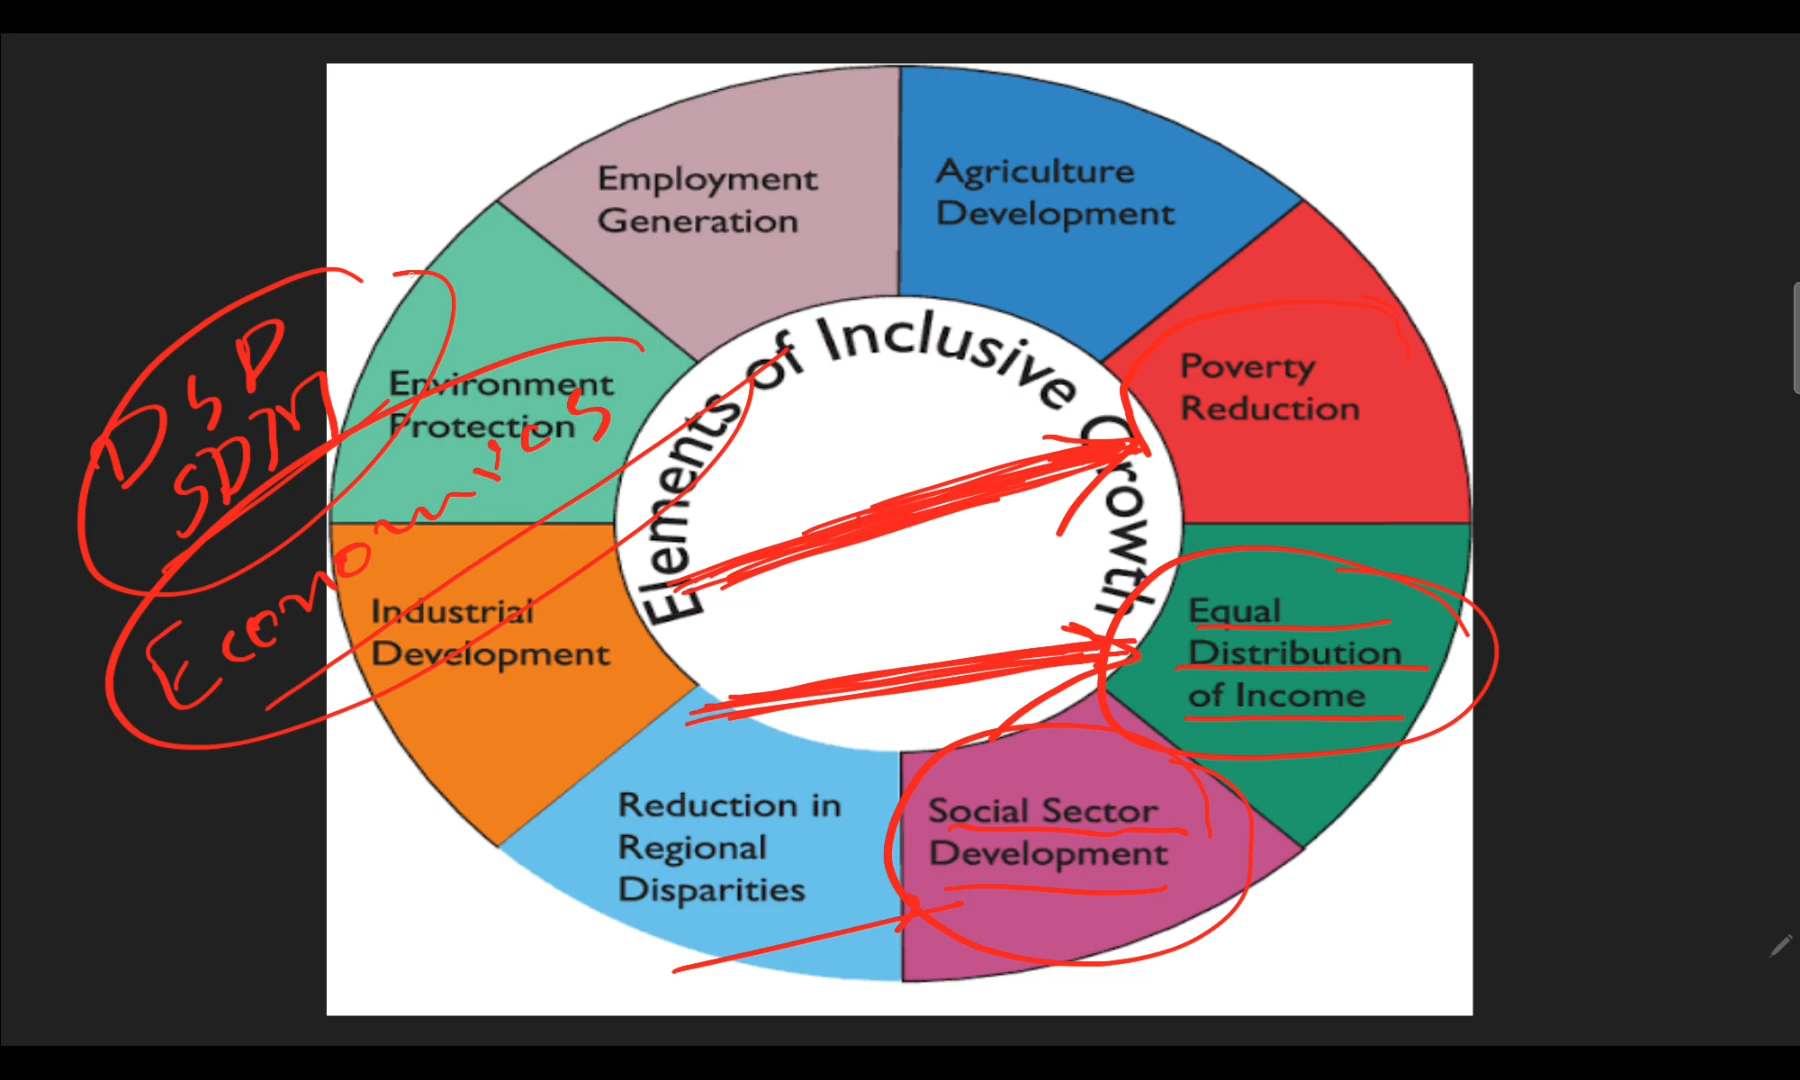 Employment
Generation
Agriculture
Development
Environment
Protection
Poverty
Reduction
Elements of Inclusive Growth
Industrial
Development
Equal
Distribution
of Income
Reduction in
Regional
Disparities
Social Sector
Development
DSP
SDM
Economics